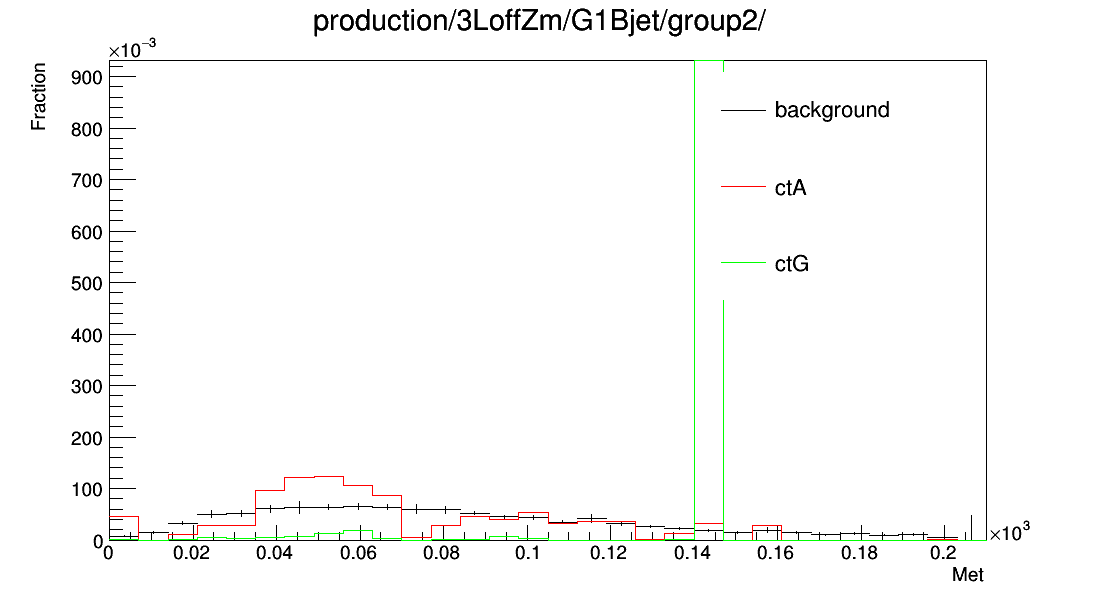 production/3LoffZm/G1Bjet/group2/
×10⁻³
Fraction
900
800
700
600
500
400
300
200
100
0
background
ctA
ctG
0 0.02 0.04 0.06 0.08 0.1 0.12 0.14 0.16 0.18 0.2
×10³
Met